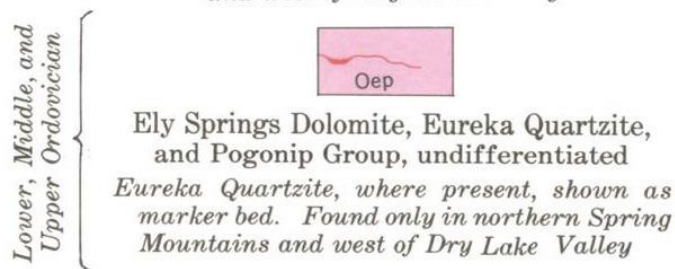 Lower, Middle, and
Upper Ordovician
Oep
Ely Springs Dolomite, Eureka Quartzite,
and Pogonip Group, undifferentiated
Eureka Quartzite, where present, shown as
marker bed. Found only in northern Spring
Mountains and west of Dry Lake Valley